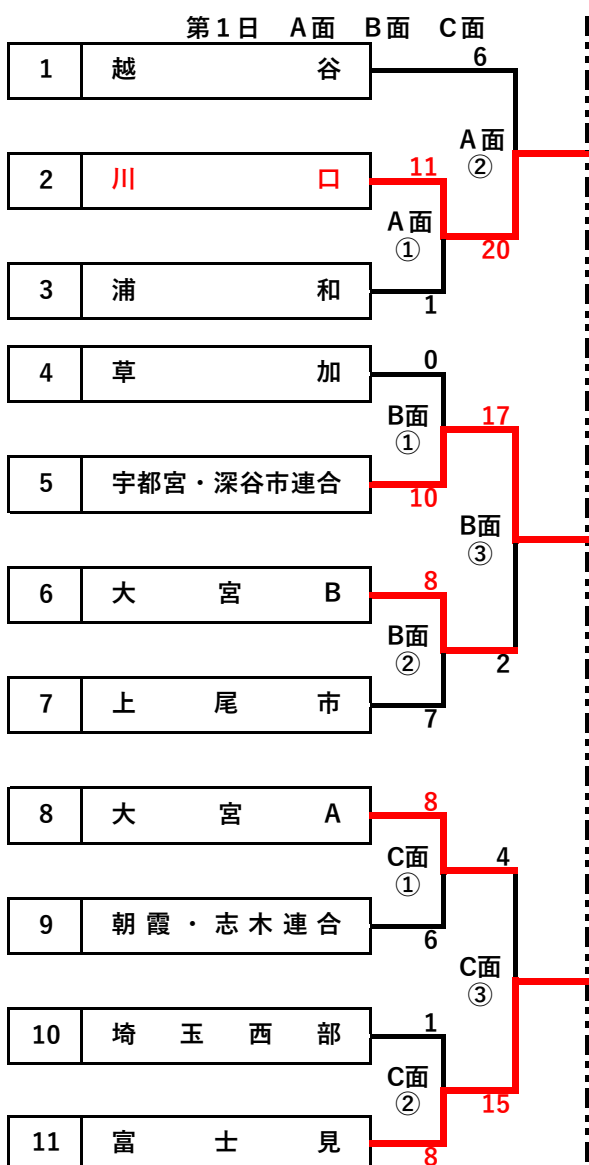 第1日 A面 B面 C面
6
1 越谷
A面
②
11
2 川口
A面
①
20
3 浦和
1
0
4 草加
B面
①
17
5 宇都宮・深谷市連合
10
B面
③
8
6 大宮B
B面
②
2
7 上尾市
7
8
8 大宮A
C面
①
4
9 朝霞・志木連合
6
C面
③
1
10 埼玉西部
C面
②
15
11 富士見
8